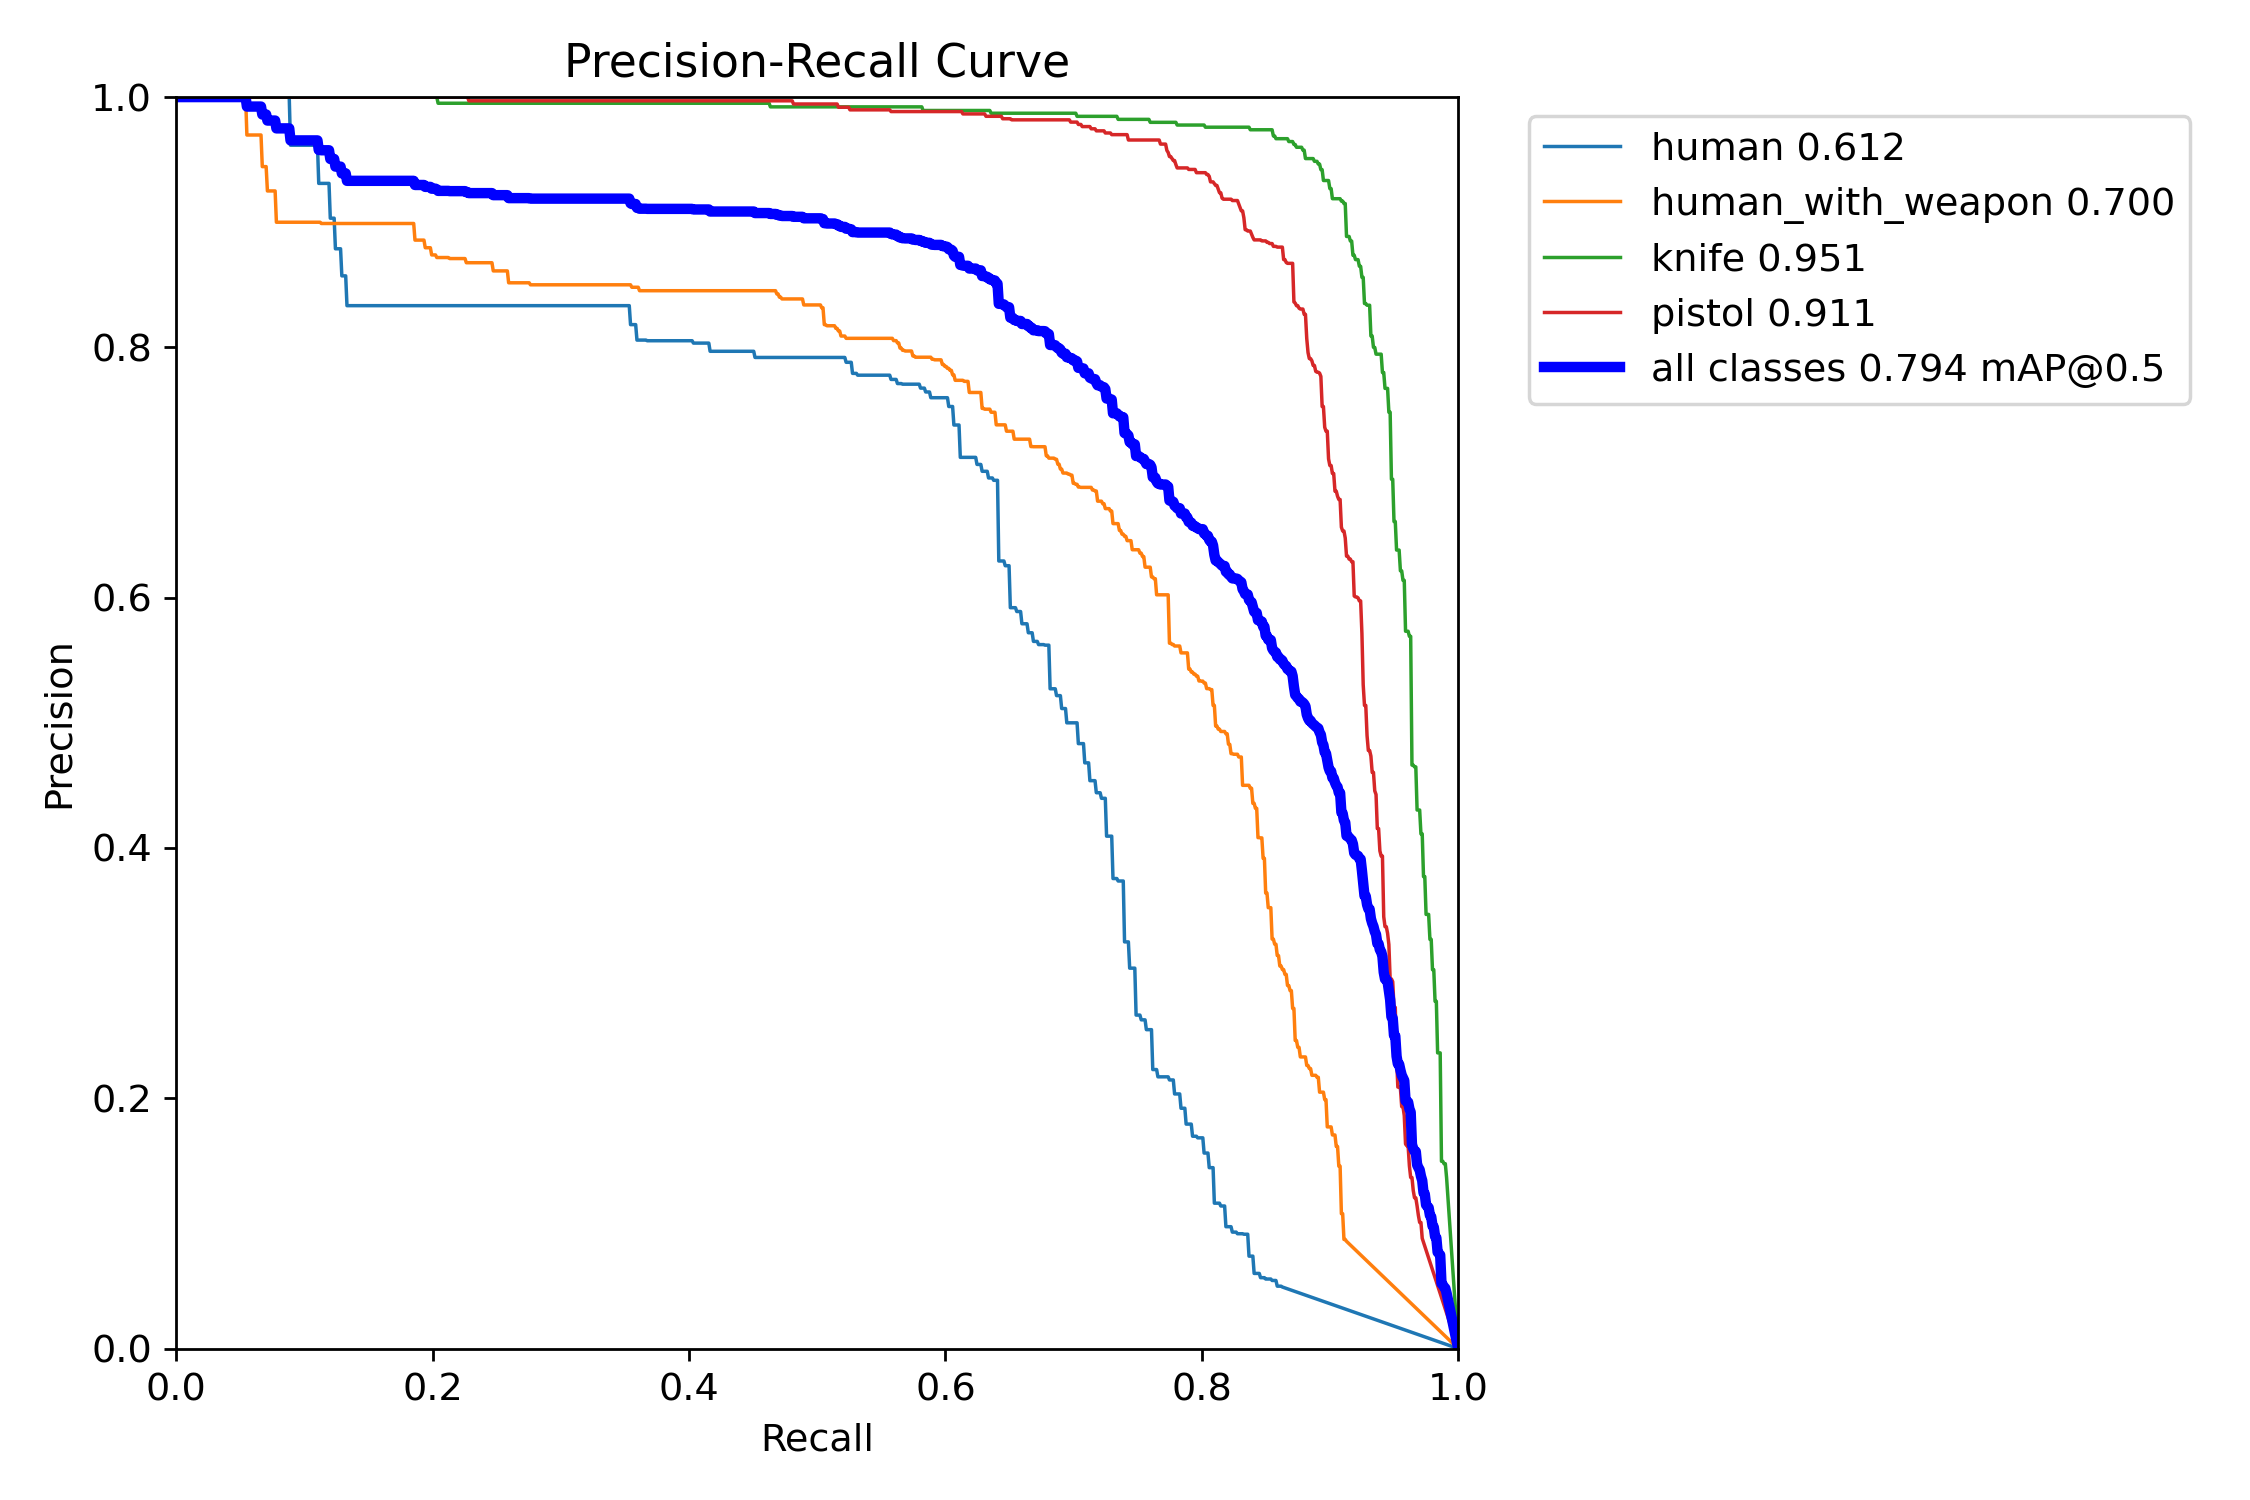 Precision-Recall Curve
1.0
0.8
0.6
0.4
0.2
0.0
Precision
0.0 0.2 0.4 0.6 0.8 1.0
Recall
human 0.612
human_with_weapon 0.700
knife 0.951
pistol 0.911
all classes 0.794 mAP@0.5